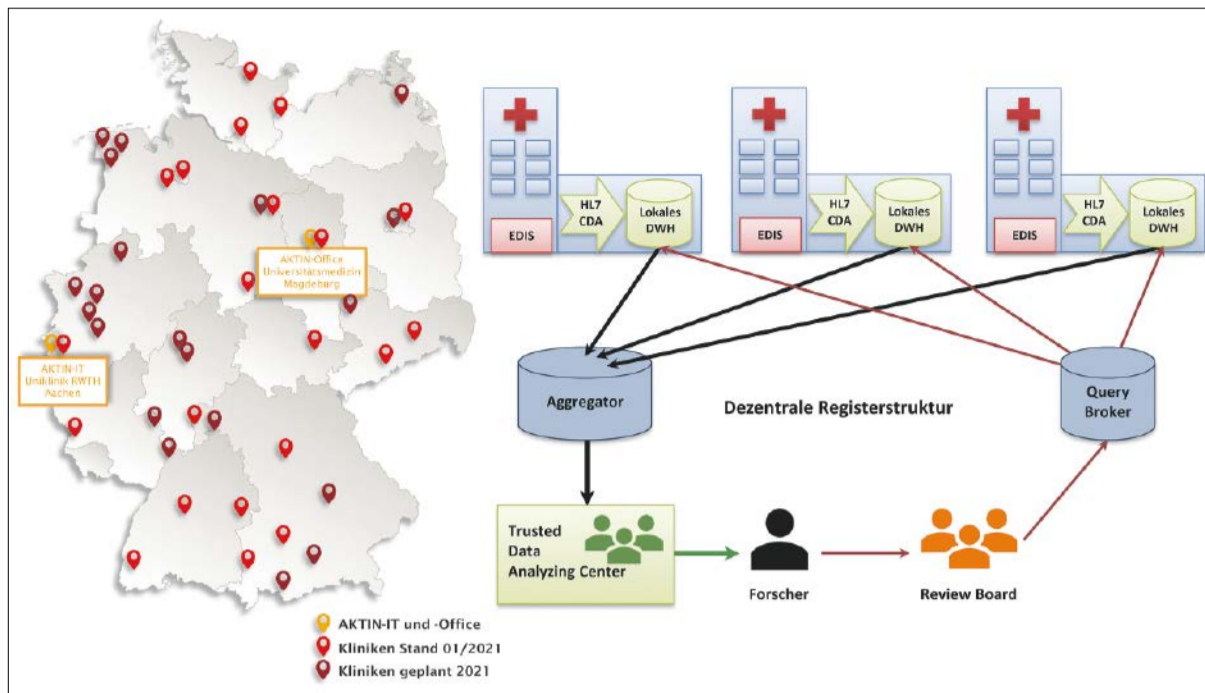 AKTIN-Office
Universitätsmedizin
Magdeburg
AKTIN-IT
Uniklinik RWTH
Aachen
AKTIN-IT und -Office
Kliniken Stand 01/2021
Kliniken geplant 2021
EDIS
HL7
CDA
Lokales
DWH
EDIS
HL7
CDA
Lokales
DWH
EDIS
HL7
CDA
Lokales
DWH
Aggregator
Dezentrale Registerstruktur
Query
Broker
Trusted
Data
Analyzing Center
Forscher
Review Board